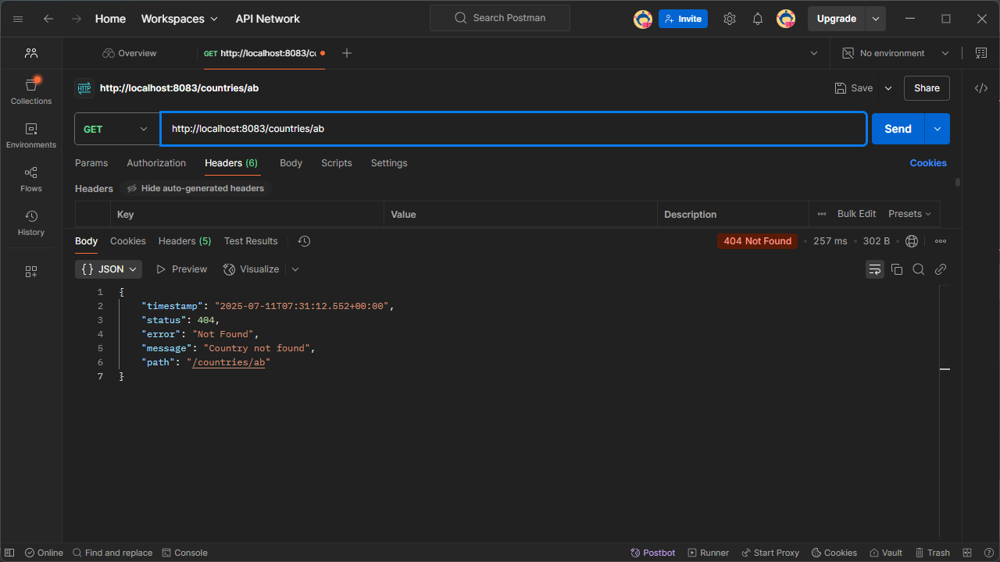 Home Workspaces API Network Search Postman Invite Upgrade
Overview GET http://localhost:8083/cc No environment
Collections
Environments
Flows
History
HTTP http://localhost:8083/countries/ab Save Share
GET http://localhost:8083/countries/ab Send
Params Authorization Headers (6) Body Scripts Settings Cookies
Headers Hide auto-generated headers
Key Value Description Bulk Edit Presets
Body Cookies Headers (5) Test Results 404 Not Found 257 ms 302 B
{} JSON Preview Visualize
1 {
2 "timestamp": "2025-07-11T07:31:12.552+00:00",
3 "status": 404,
4 "error": "Not Found",
5 "message": "Country not found",
6 "path": "/countries/ab"
7 }
Online Find and replace Console Postbot Runner Start Proxy Cookies Vault Trash